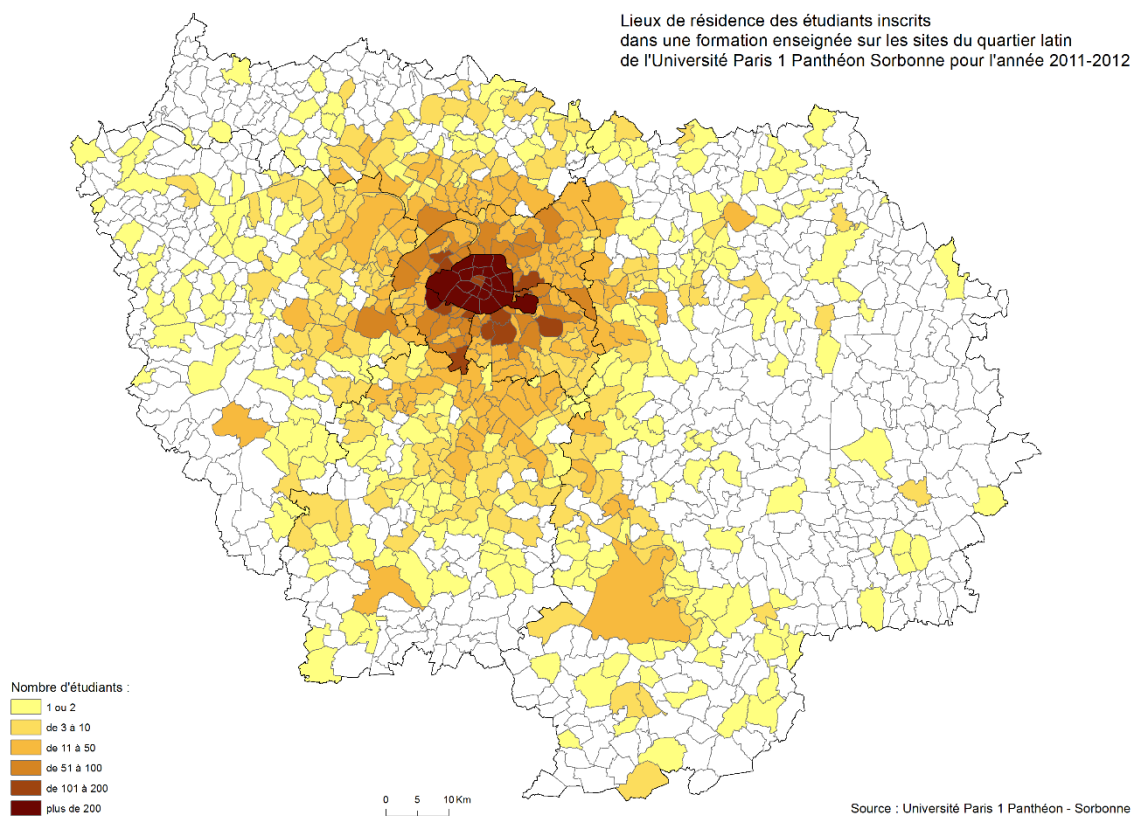 Lieux de résidence des étudiants inscrits
dans une formation enseignée sur les sites du quartier latin
de l'Université Paris 1 Panthéon Sorbonne pour l'année 2011-2012
Nombre d'étudiants :
1 ou 2
de 3 à 10
de 11 à 50
de 51 à 100
de 101 à 200
plus de 200
0 5 10 Km
Source : Université Paris 1 Panthéon - Sorbonne